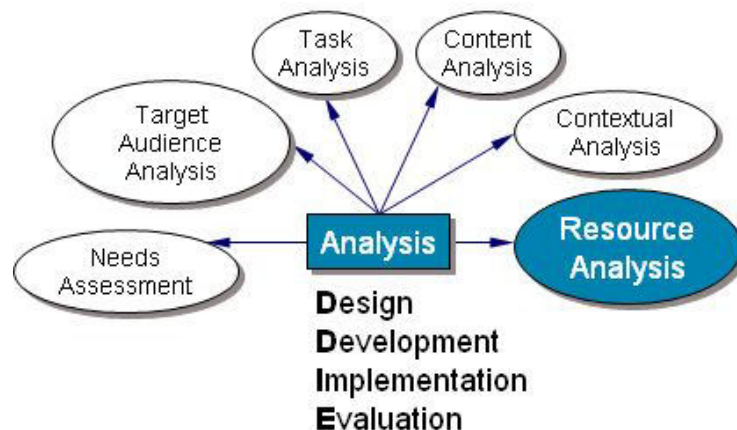 Task
Analysis
Content
Analysis
Target
Audience
Analysis
Contextual
Analysis
Needs
Assessment
Analysis
Resource
Analysis
Design
Development
Implementation
Evaluation